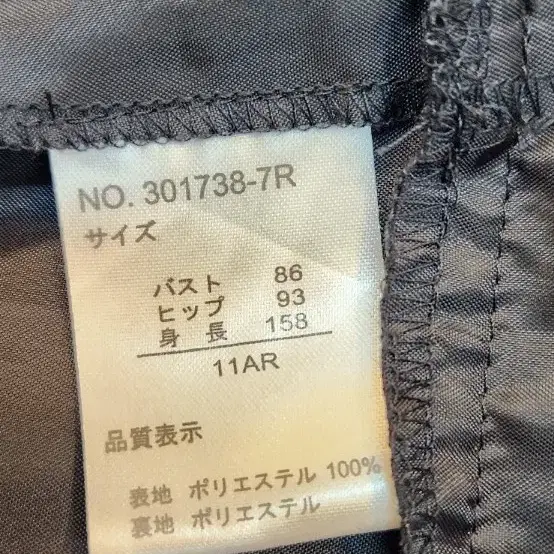 NO. 301738-7R
サイズ
バスト 86
ヒップ 93
身長 158
11AR
品質表示
表地 ポリエステル 100%
裏地 ポリエステル